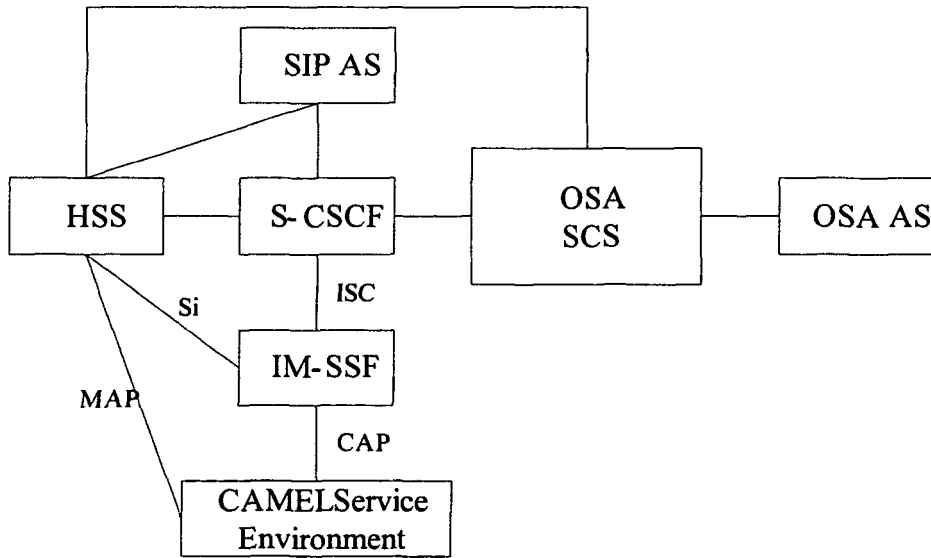 SIP AS
HSS
S-CSCF
OSA
SCS
OSA AS
Si
ISC
IM-SSF
MAP
CAP
CAMELService
Environment